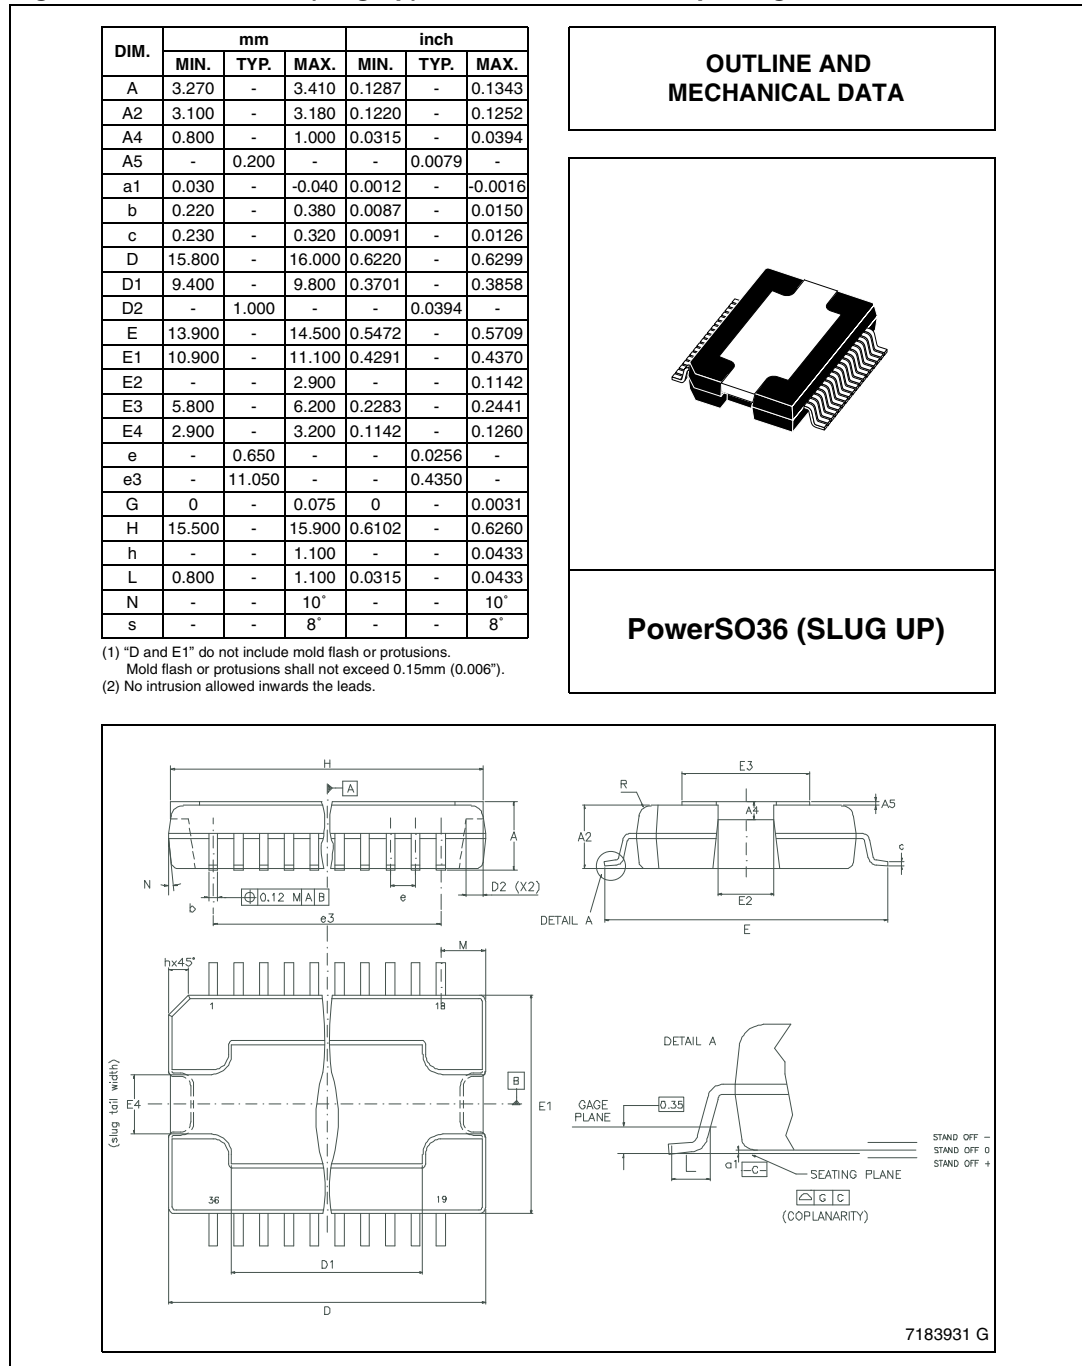 DIM. mm inch
MIN. TYP. MAX. MIN. TYP. MAX.
A 3.270 - 3.410 0.1287 - 0.1343
A2 3.100 - 3.180 0.1220 - 0.1252
A4 0.800 - 1.000 0.0315 - 0.0394
A5 - 0.200 - - 0.0079 -
a1 0.030 - -0.040 0.0012 - -0.0016
b 0.220 - 0.380 0.0087 - 0.0150
c 0.230 - 0.320 0.0091 - 0.0126
D 15.800 - 16.000 0.6220 - 0.6299
D1 9.400 - 9.800 0.3701 - 0.3858
D2 - 1.000 - - 0.0394 -
E 13.900 - 14.500 0.5472 - 0.5709
E1 10.900 - 11.100 0.4291 - 0.4370
E2 - - 2.900 - - 0.1142
E3 5.800 - 6.200 0.2283 - 0.2441
E4 2.900 - 3.200 0.1142 - 0.1260
e - 0.650 - - 0.0256 -
e3 - 11.050 - - 0.4350 -
G 0 - 0.075 0 - 0.0031
H 15.500 - 15.900 0.6102 - 0.6260
h - - 1.100 - - 0.0433
L 0.800 - 1.100 0.0315 - 0.0433
N - - 10˚ - - 10˚
s - - 8˚ - - 8˚
(1) “D and E1” do not include mold flash or protusions.
Mold flash or protusions shall not exceed 0.15mm (0.006”).
(2) No intrusion allowed inwards the leads.
OUTLINE AND
MECHANICAL DATA
PowerSO36 (SLUG UP)
H
A
A
N
b
0.12 M A B
e
D2 (X2)
e3
E3
R
A4
A5
A2
c
E2
DETAIL A
E
M
hx45°
1
18
(slug tail width)
E4
B
E1
36
19
D1
D
DETAIL A
GAGE
PLANE
0.35
L
a1
-C-
SEATING PLANE
G C
(COPLANARITY)
STAND OFF -
STAND OFF 0
STAND OFF +
7183931 G